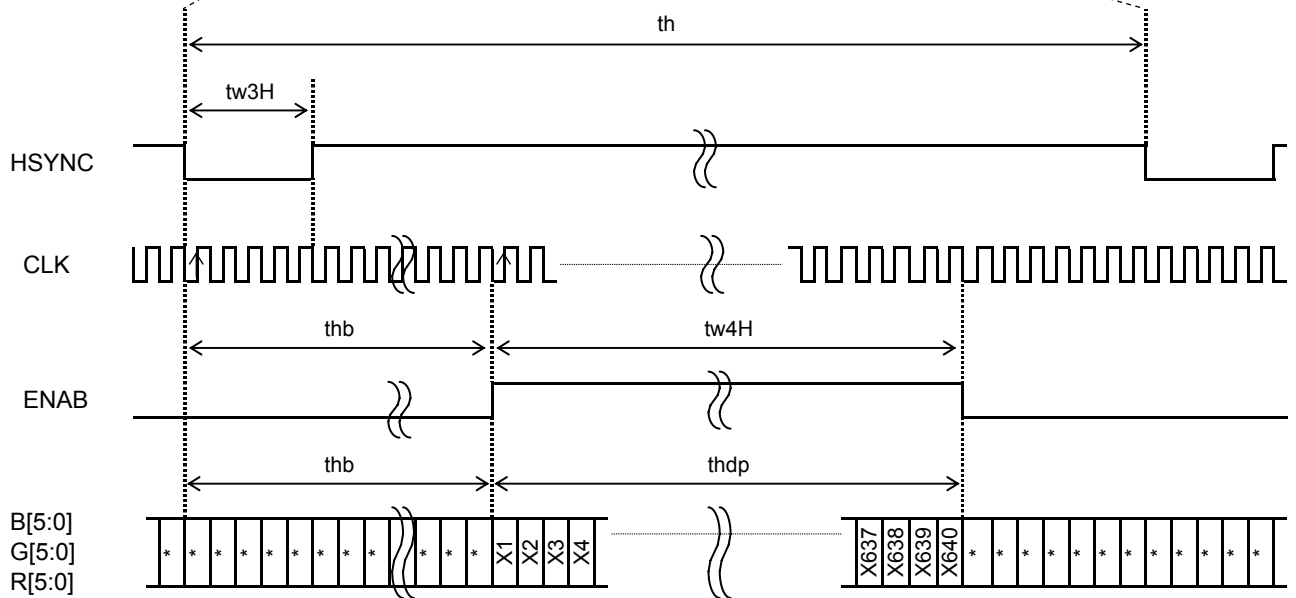 th
tw3H
HSYNC
CLK
thb
tw4H
ENAB
thb
thdp
B[5:0]
G[5:0]
R[5:0]
* * * * * * * * * * * * X1 X2 X3 X4 X637 X638 X639 X640 * * * * * * * * * * * *